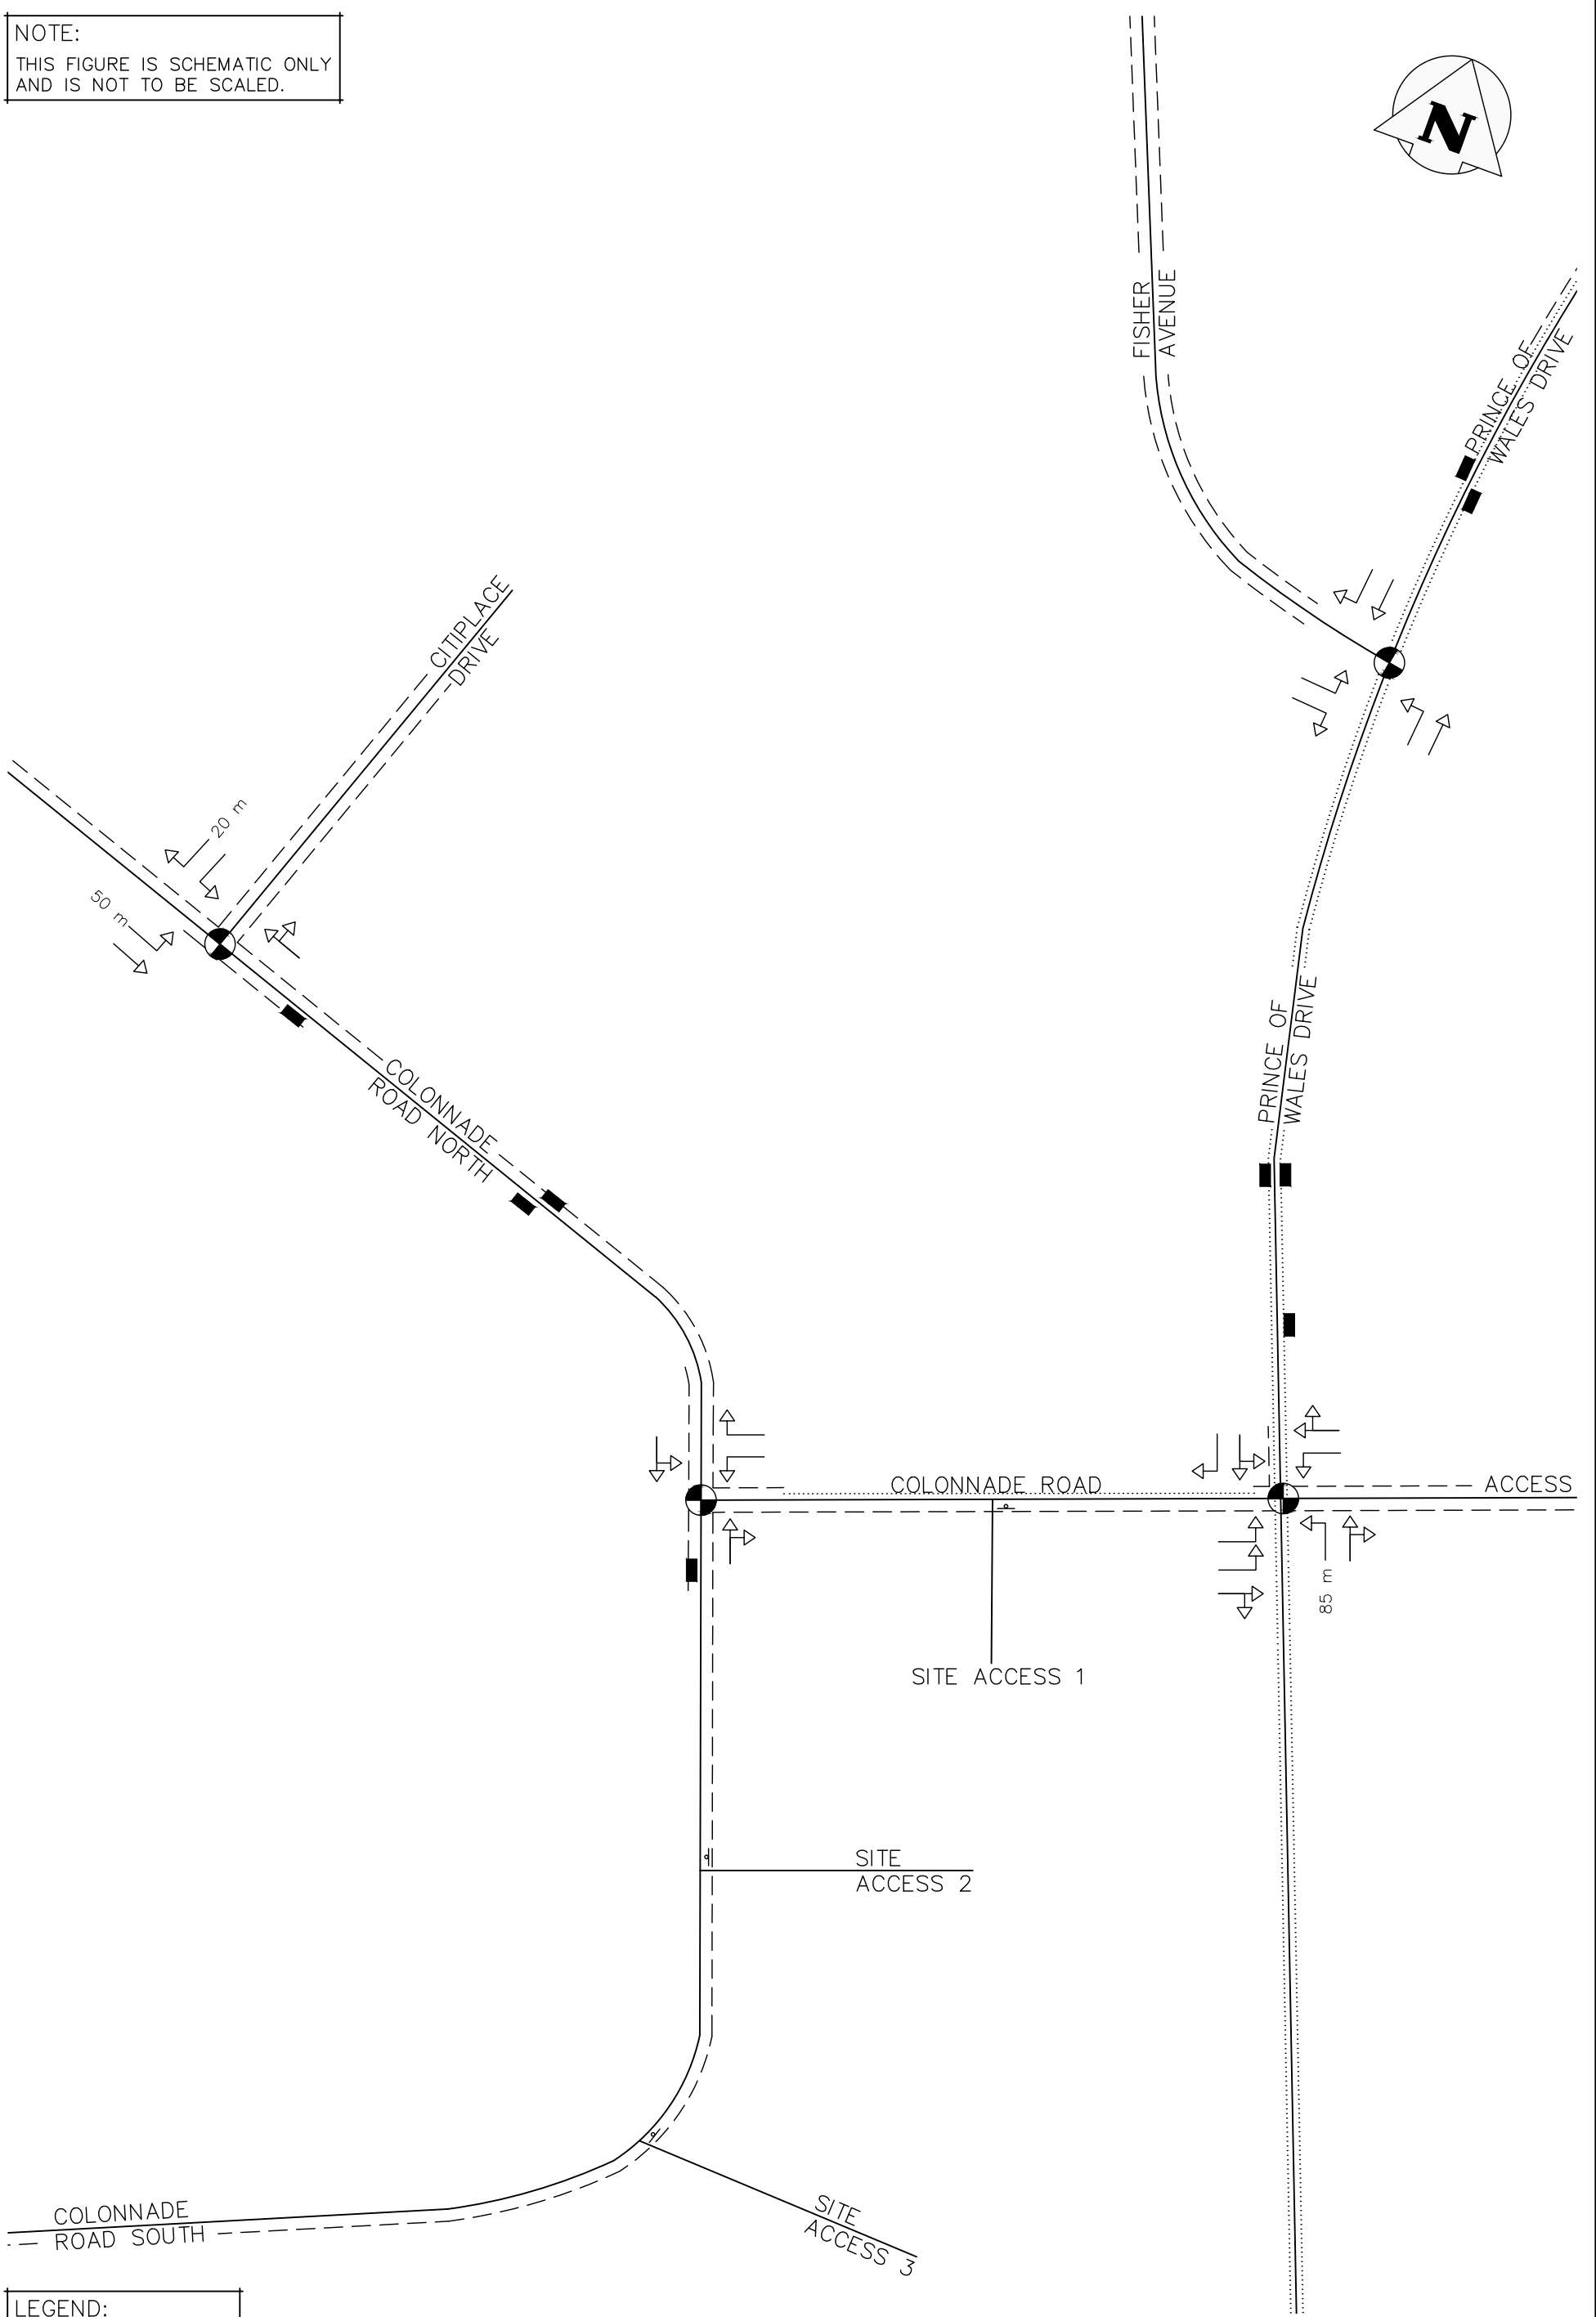 NOTE:
THIS FIGURE IS SCHEMATIC ONLY
AND IS NOT TO BE SCALED.
N
FISHER
AVENUE
PRINCE OF
WALES DRIVE
CITIPLACE
DRIVE
20 m
50 m
COLONNADE
ROAD NORTH
PRINCE OF
WALES DRIVE
COLONNADE ROAD
ACCESS
85 m
SITE ACCESS 1
SITE
ACCESS 2
SITE
ACCESS 3
COLONNADE
ROAD SOUTH
LEGEND: